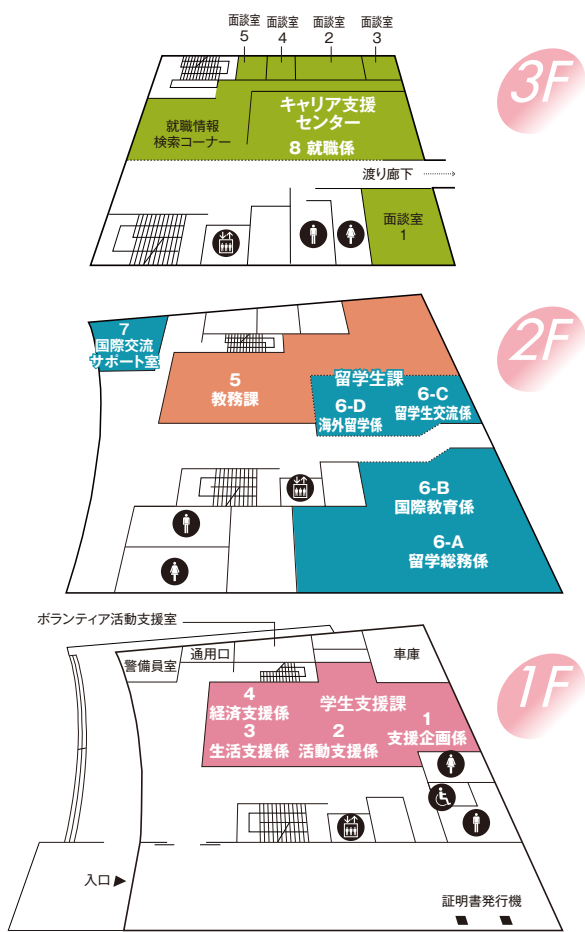 面談室
5
面談室
4
面談室
2
面談室
3
3F
キャリア支援
センター
8 就職係
就職情報
検索コーナー
渡り廊下
面談室
1
2F
7
国際交流
サポート室
5
教務課
留学生課
6-D
海外留学係
6-C
留学生交流係
6-B
国際教育係
6-A
留学総務係
ボランティア活動支援室
1F
警備員室
通用口
車庫
4
経済支援係
学生支援課
3
生活支援係
2
活動支援係
1
支援企画係
入口
証明書発行機